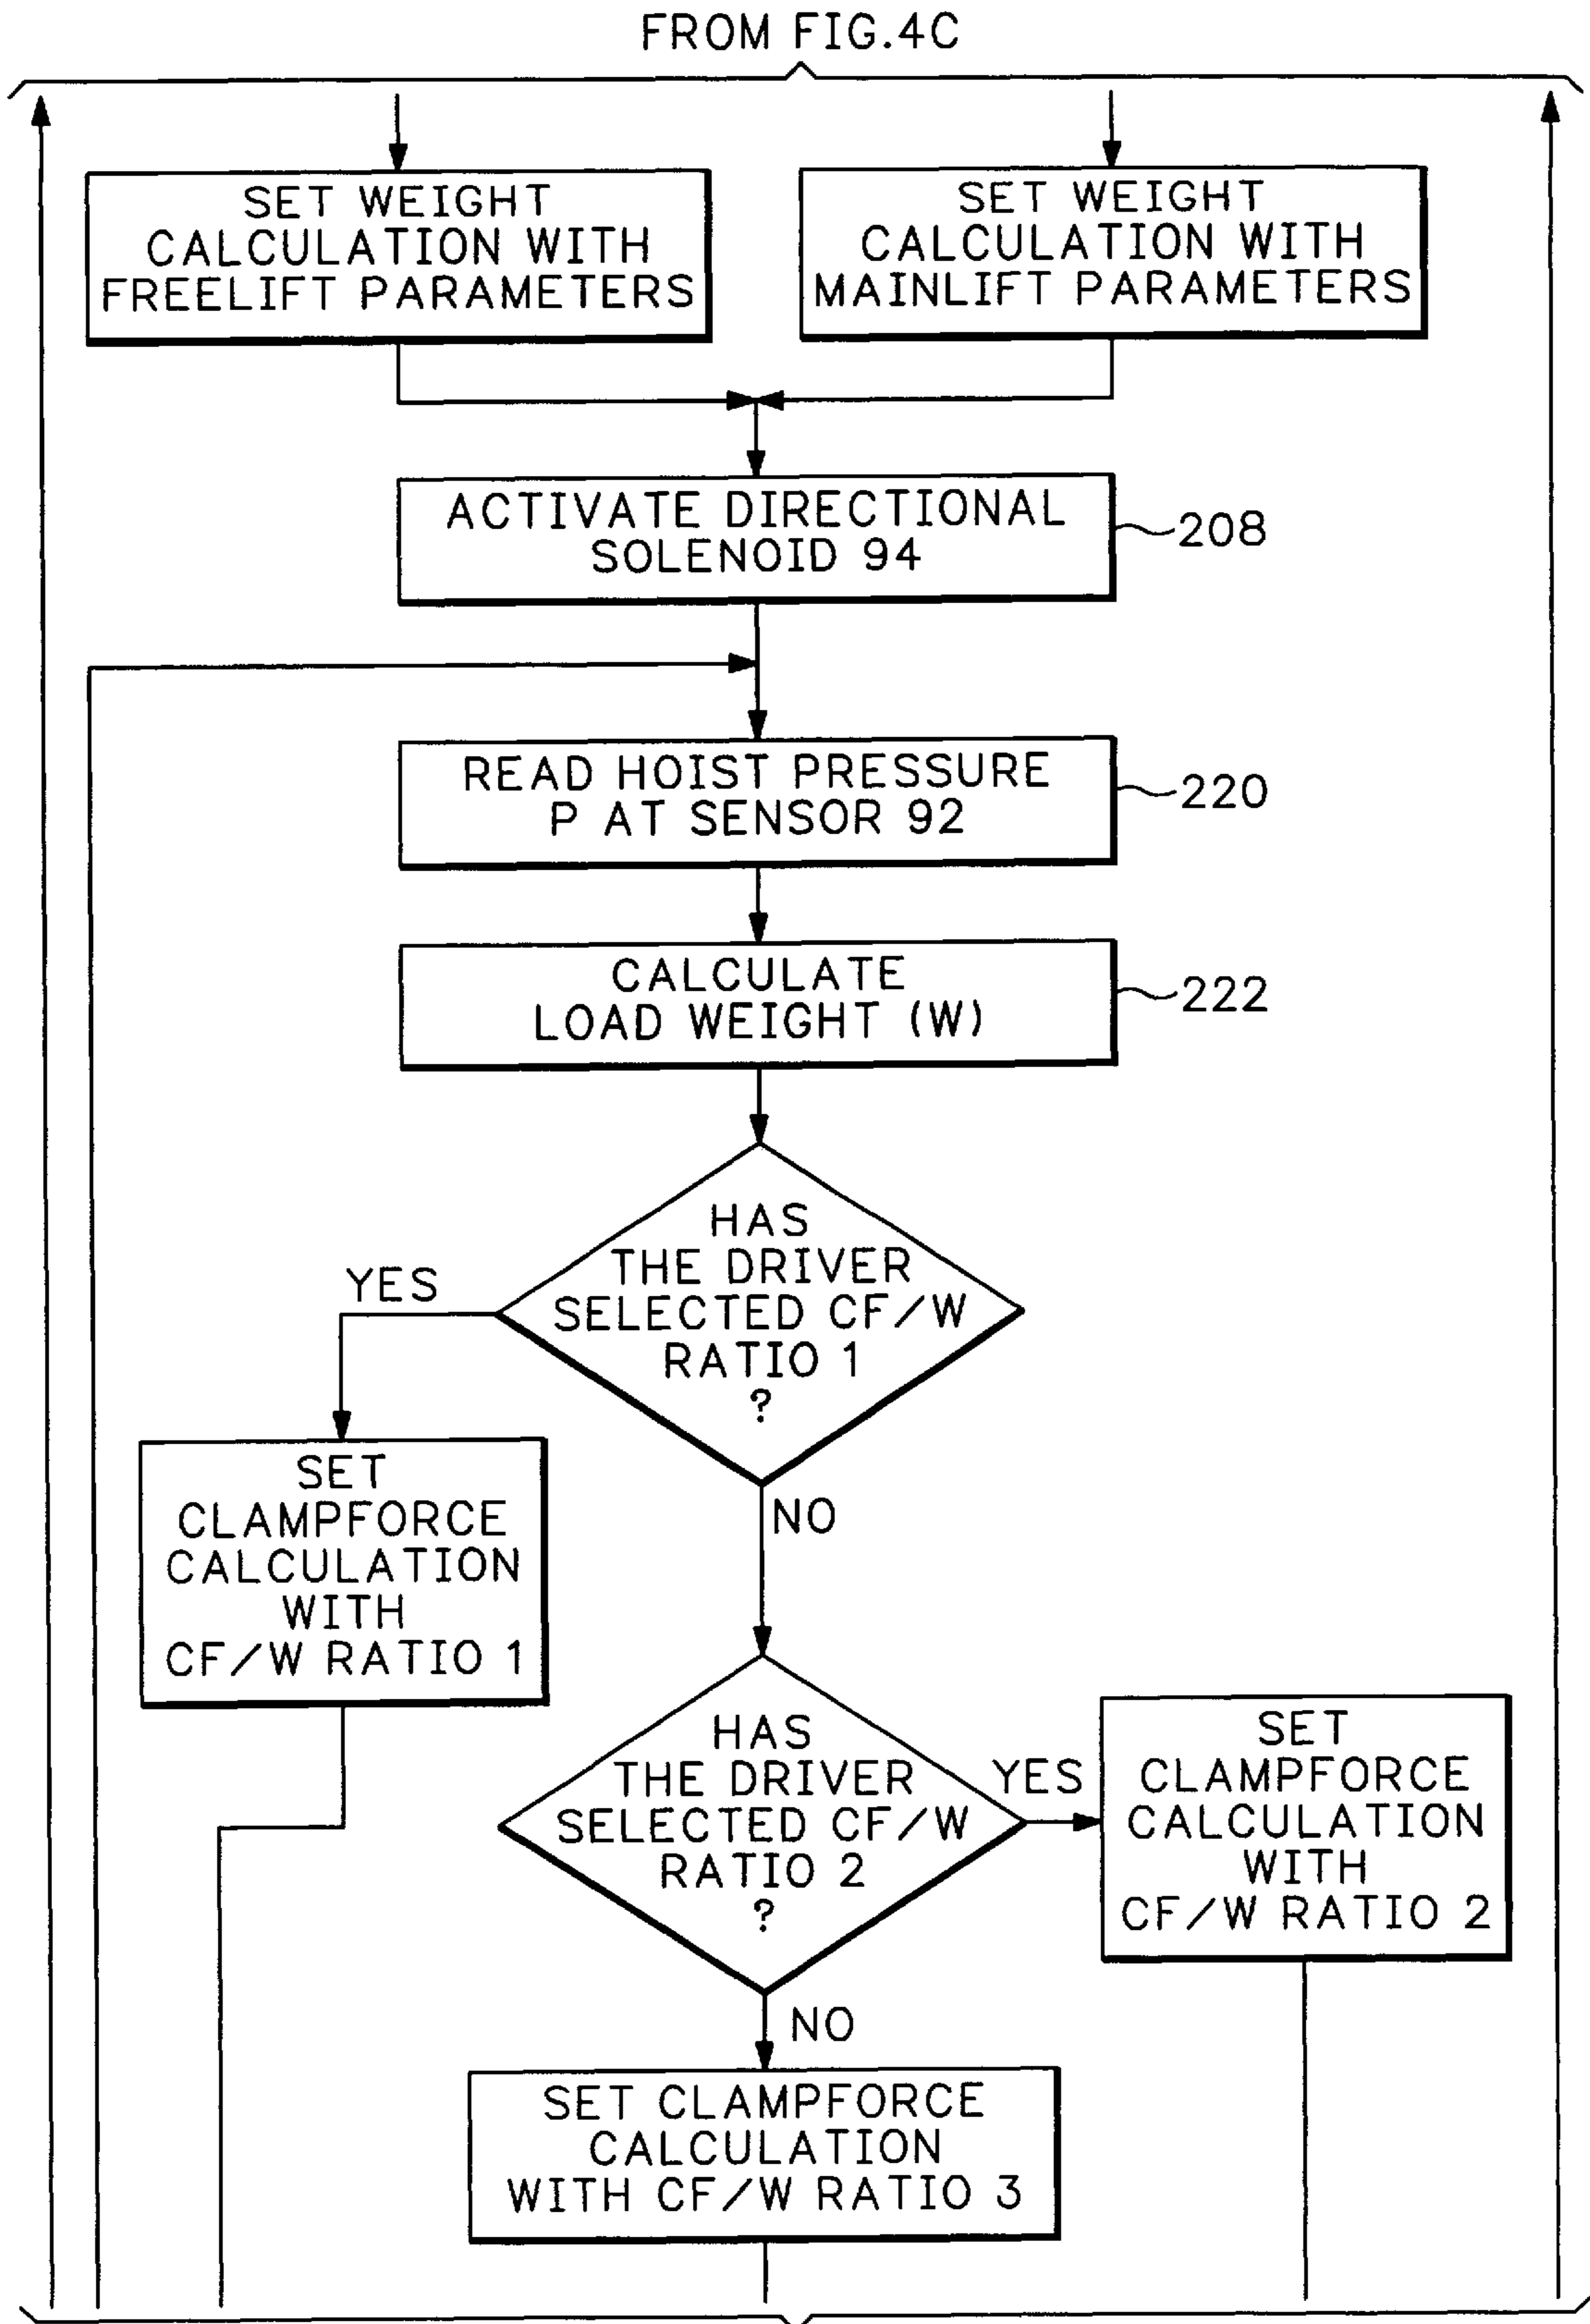 FROM FIG.4C
SET WEIGHT
CALCULATION WITH
FREELIFT PARAMETERS
SET WEIGHT
CALCULATION WITH
MAINLIFT PARAMETERS
ACTIVATE DIRECTIONAL
SOLENOID 94
208
READ HOIST PRESSURE
P AT SENSOR 92
220
CALCULATE
LOAD WEIGHT (W)
222
HAS
THE DRIVER
SELECTED CF/W
RATIO 1
?
YES
NO
SET
CLAMPFORCE
CALCULATION
WITH
CF/W RATIO 1
HAS
THE DRIVER
SELECTED CF/W
RATIO 2
?
YES
NO
SET
CLAMPFORCE
CALCULATION
WITH
CF/W RATIO 2
SET CLAMPFORCE
CALCULATION
WITH CF/W RATIO 3